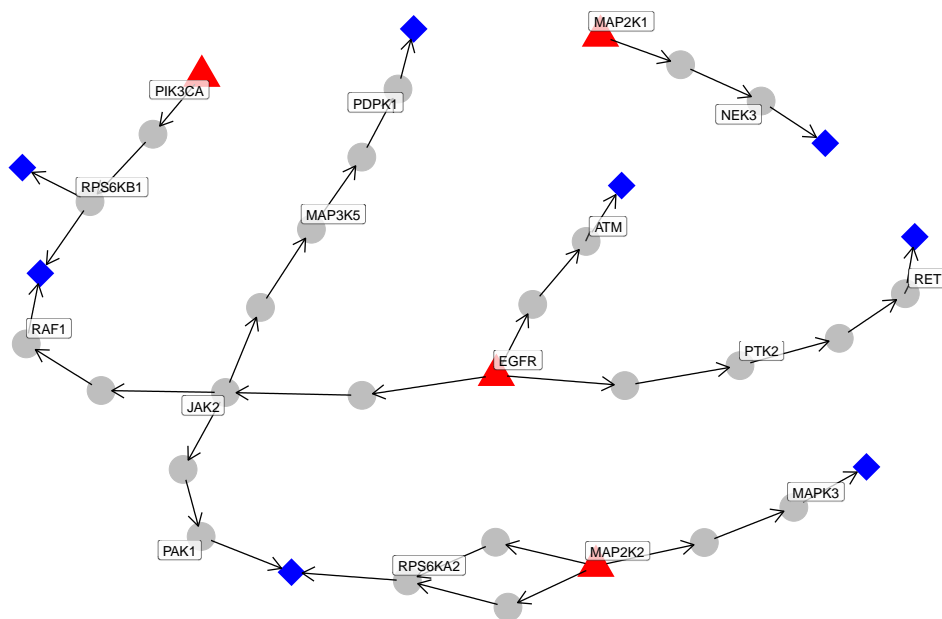 MAP2K1
PIK3CA
PDPK1
NEK3
RPS6KB1
MAP3K5
ATM
RET
RAF1
PTK2
EGFR
JAK2
MAPK3
PAK1
MAP2K2
RPS6KA2